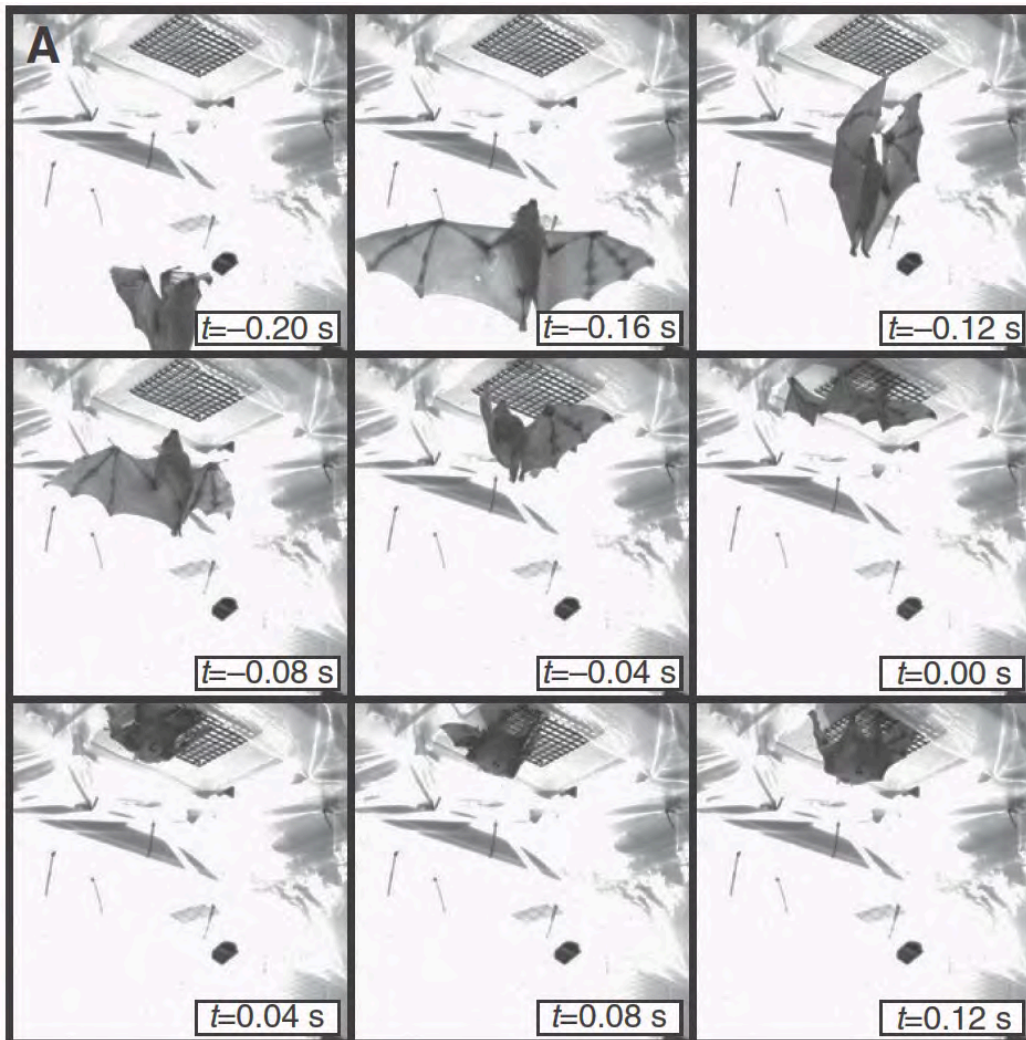 A
t=–0.20 s
t=–0.16 s
t=–0.12 s
t=–0.08 s
t=–0.04 s
t=0.00 s
t=0.04 s
t=0.08 s
t=0.12 s